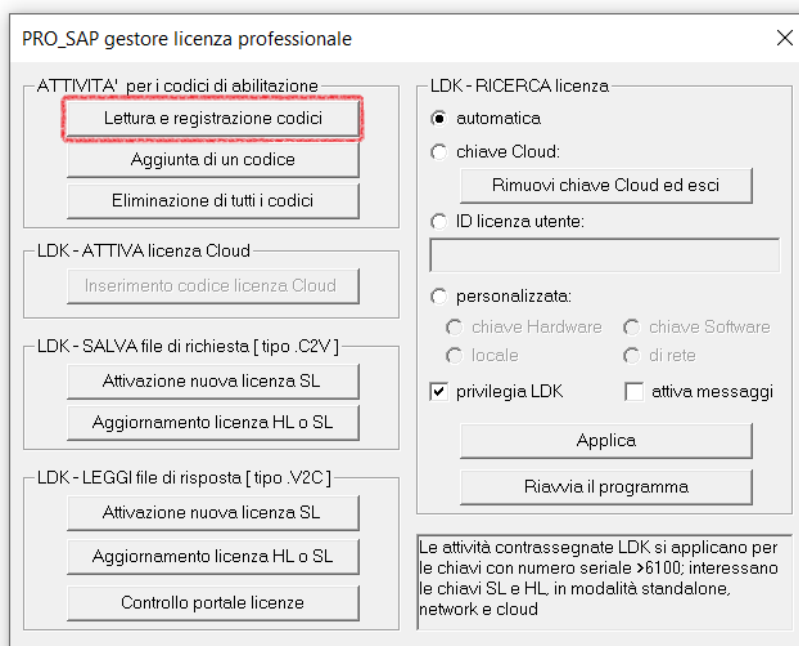 PRO_SAP gestore licenza professionale
ATTIVITA' per i codici di abilitazione
Lettura e registrazione codici
Aggiunta di un codice
Eliminazione di tutti i codici
LDK - ATTIVA licenza Cloud
Inserimento codice licenza Cloud
LDK - SALVA file di richiesta [ tipo .C2V ]
Attivazione nuova licenza SL
Aggiornamento licenza HL o SL
LDK - LEGGI file di risposta [ tipo .V2C ]
Attivazione nuova licenza SL
Aggiornamento licenza HL o SL
Controllo portale licenze
LDK - RICERCA licenza
automatica
chiave Cloud:
Rimuovi chiave Cloud ed esci
ID licenza utente:
personalizzata:
chiave Hardware chiave Software
locale di rete
privilegia LDK attiva messaggi
Applica
Riavvia il programma
Le attività contrassegnate LDK si applicano per
le chiavi con numero seriale >6100; interessano
le chiavi SL e HL, in modalità standalone,
network e cloud